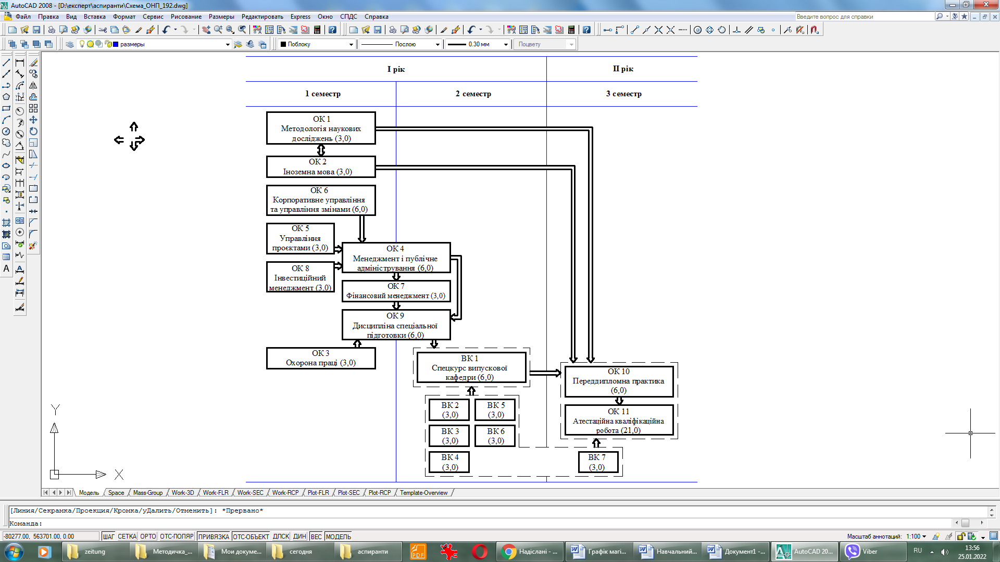 AutoCAD 2008 - [D:\експерт\аспиранти\Схема_ОНП_192.dwg]
Файл Правка Вид Вставка Формат Сервис Рисование Размеры Редактировать Express Окно СПДС Справка
Введите вопрос для справки
размеры
Поблоку
Послою
0.30 мм
Поцвету
I рік
II рік
1 семестр
2 семестр
3 семестр
ОК 1
Методологія наукових
досліджень (3,0)
ОК 2
Іноземна мова (3,0)
ОК 6
Корпоративне управління
та управління змінами (6,0)
ОК 5
Управління
проєктами (3,0)
ОК 8
Інвестиційний
менеджмент (3,0)
ОК 4
Менеджмент і публічне
адміністрування (6,0)
ОК 7
Фінансовий менеджмент (3,0)
ОК 9
Дисципліна спеціальної
підготовки (6,0)
ОК 3
Охорона праці (3,0)
ВК 1
Спецкурс випускової
кафедри (6,0)
ОК 10
Переддипломна практика
(6,0)
ОК 11
Атестаційна кваліфікаційна
робота (21,0)
ВК 2
(3,0)
ВК 5
(3,0)
ВК 3
(3,0)
ВК 6
(3,0)
ВК 4
(3,0)
ВК 7
(3,0)
Y
X
A
Модель Space Mass-Group Work-3D Work-FLR Work-SEC Work-RCP Plot-FLR Plot-SEC Plot-RCP Template-Overview
[Линия/Секрамка/Проекция/Кромка/уДалить/Отменить]: *Прервано*
Команда:
-80277.00, 563701.00, 0.00
ШАГ СЕТКА ОРТО ОТС-ПОЛЯР ПРИВЯЗКА ОТС-ОБЪЕКТ ДПСК ДИН ВЕС МОДЕЛЬ
Масштаб аннотаций: 1:100
zeitung
Методичка_...
Мои докуме...
сегодня
аспиранти
PDF
Надіслані - ...
Графік магі...
Навчальний...
Документ1 -...
AutoCAD 20...
Viber
RU
13:56
25.01.2022